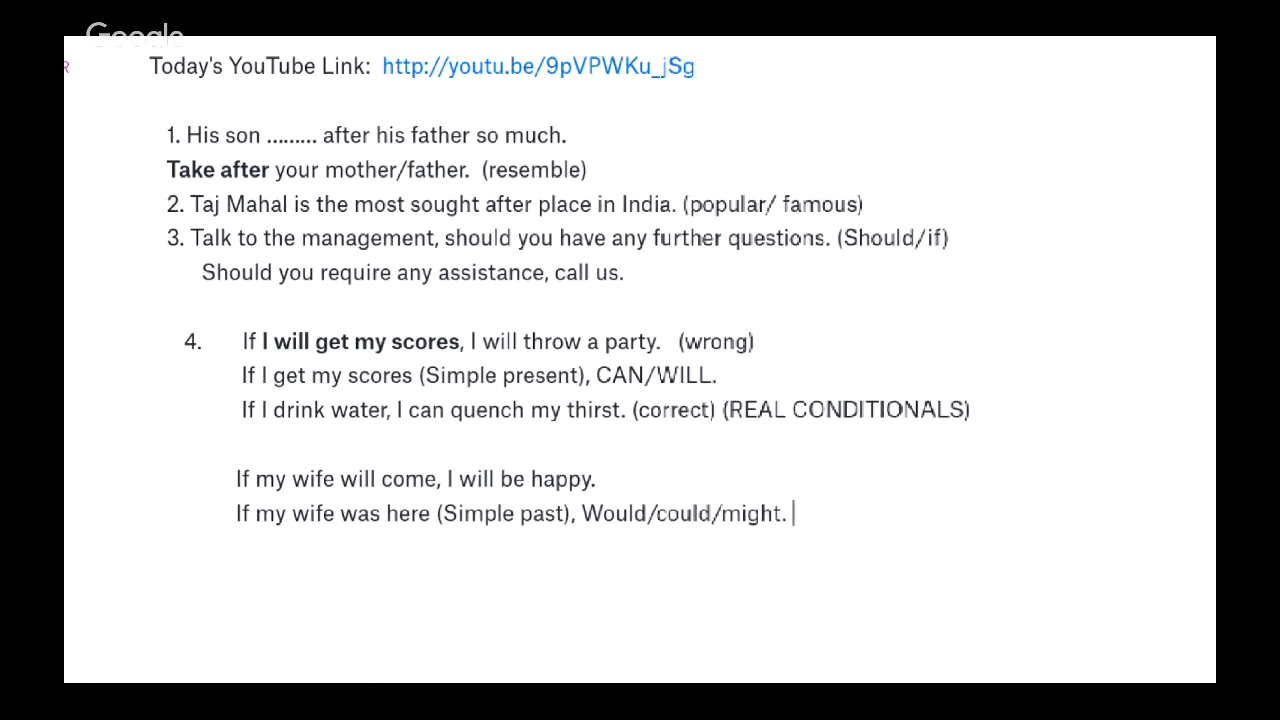 Google
R
Today's YouTube Link: http://youtu.be/9pVPWKu_jSg
1. His son ......... after his father so much.
Take after your mother/father. (resemble)
2. Taj Mahal is the most sought after place in India. (popular/ famous)
3. Talk to the management, should you have any further questions. (Should/if)
Should you require any assistance, call us.
4. If I will get my scores, I will throw a party. (wrong)
If I get my scores (Simple present), CAN/WILL.
If I drink water, I can quench my thirst. (correct) (REAL CONDITIONALS)
If my wife will come, I will be happy.
If my wife was here (Simple past), Would/could/might.